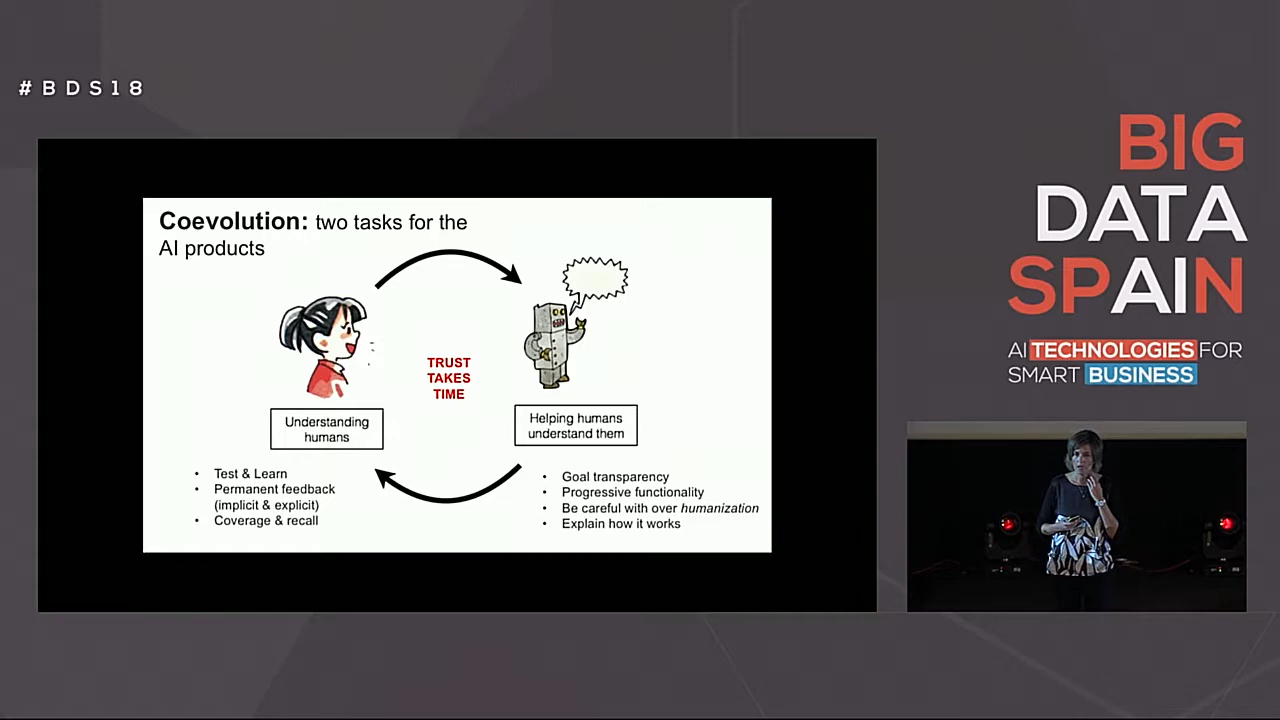 #BDS18
BIG
DATA
SPAIN
AI TECHNOLOGIES FOR
SMART BUSINESS
Coevolution: two tasks for the
AI products
TRUST
TAKES
TIME
Understanding
humans
Helping humans
understand them
• Test & Learn
• Permanent feedback
(implicit & explicit)
• Coverage & recall
• Goal transparency
• Progressive functionality
• Be careful with over humanization
• Explain how it works